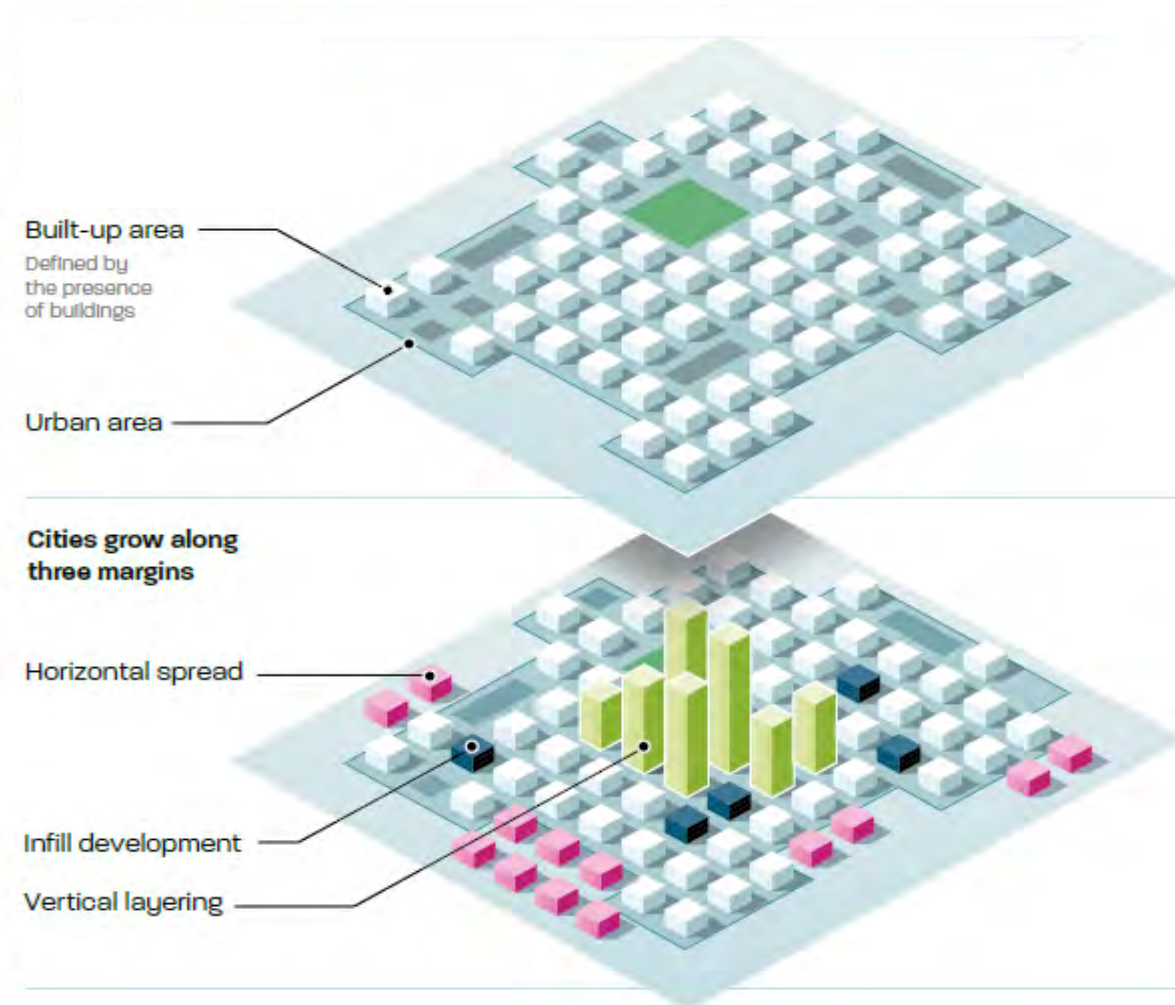 Built-up area
Defined by
the presence
of buildings
Urban area
Cities grow along
three margins
Horizontal spread
Infill development
Vertical layering